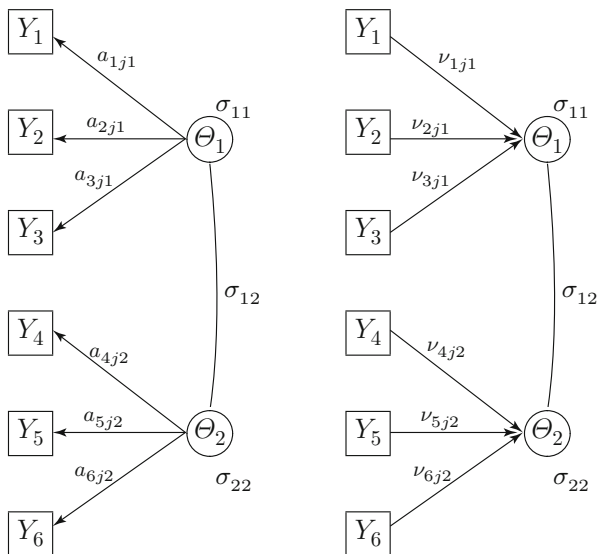 Y₁
a₁ⱼ₁
σ₁₁
Y₂
a₂ⱼ₁
Θ₁
a₃ⱼ₁
Y₃
σ₁₂
Y₄
a₄ⱼ₂
Y₅
a₅ⱼ₂
Θ₂
a₆ⱼ₂
σ₂₂
Y₆
Y₁
ν₁ⱼ₁
σ₁₁
Y₂
ν₂ⱼ₁
Θ₁
ν₃ⱼ₁
Y₃
σ₁₂
Y₄
ν₄ⱼ₂
Y₅
ν₅ⱼ₂
Θ₂
ν₆ⱼ₂
σ₂₂
Y₆